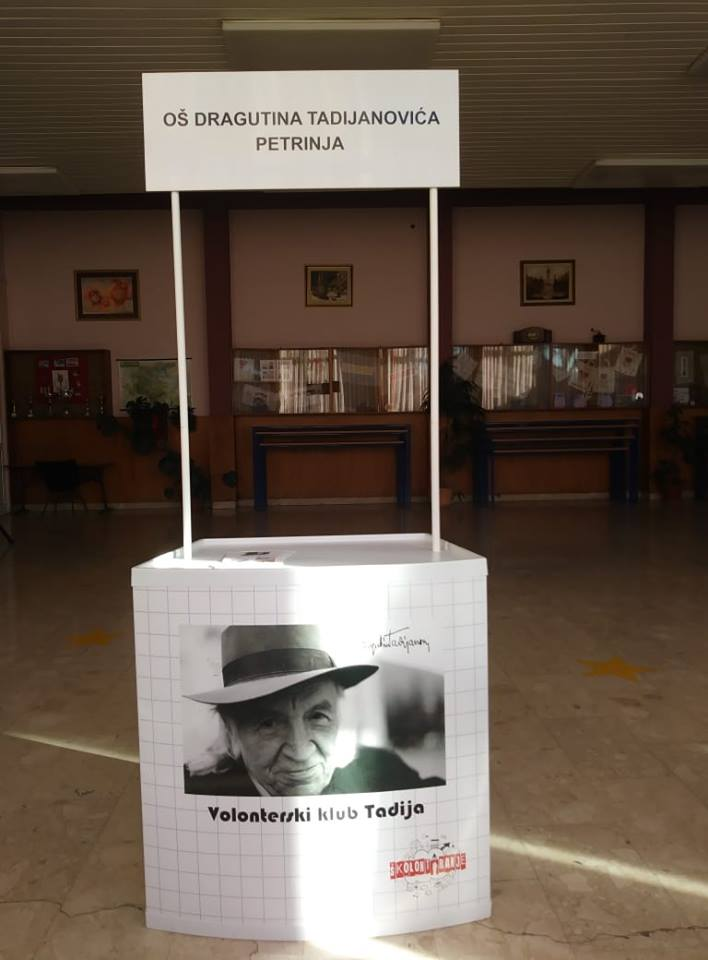 OŠ DRAGUTINA TADIJANOVIĆA
PETRINJA
Volonterski klub Tadija